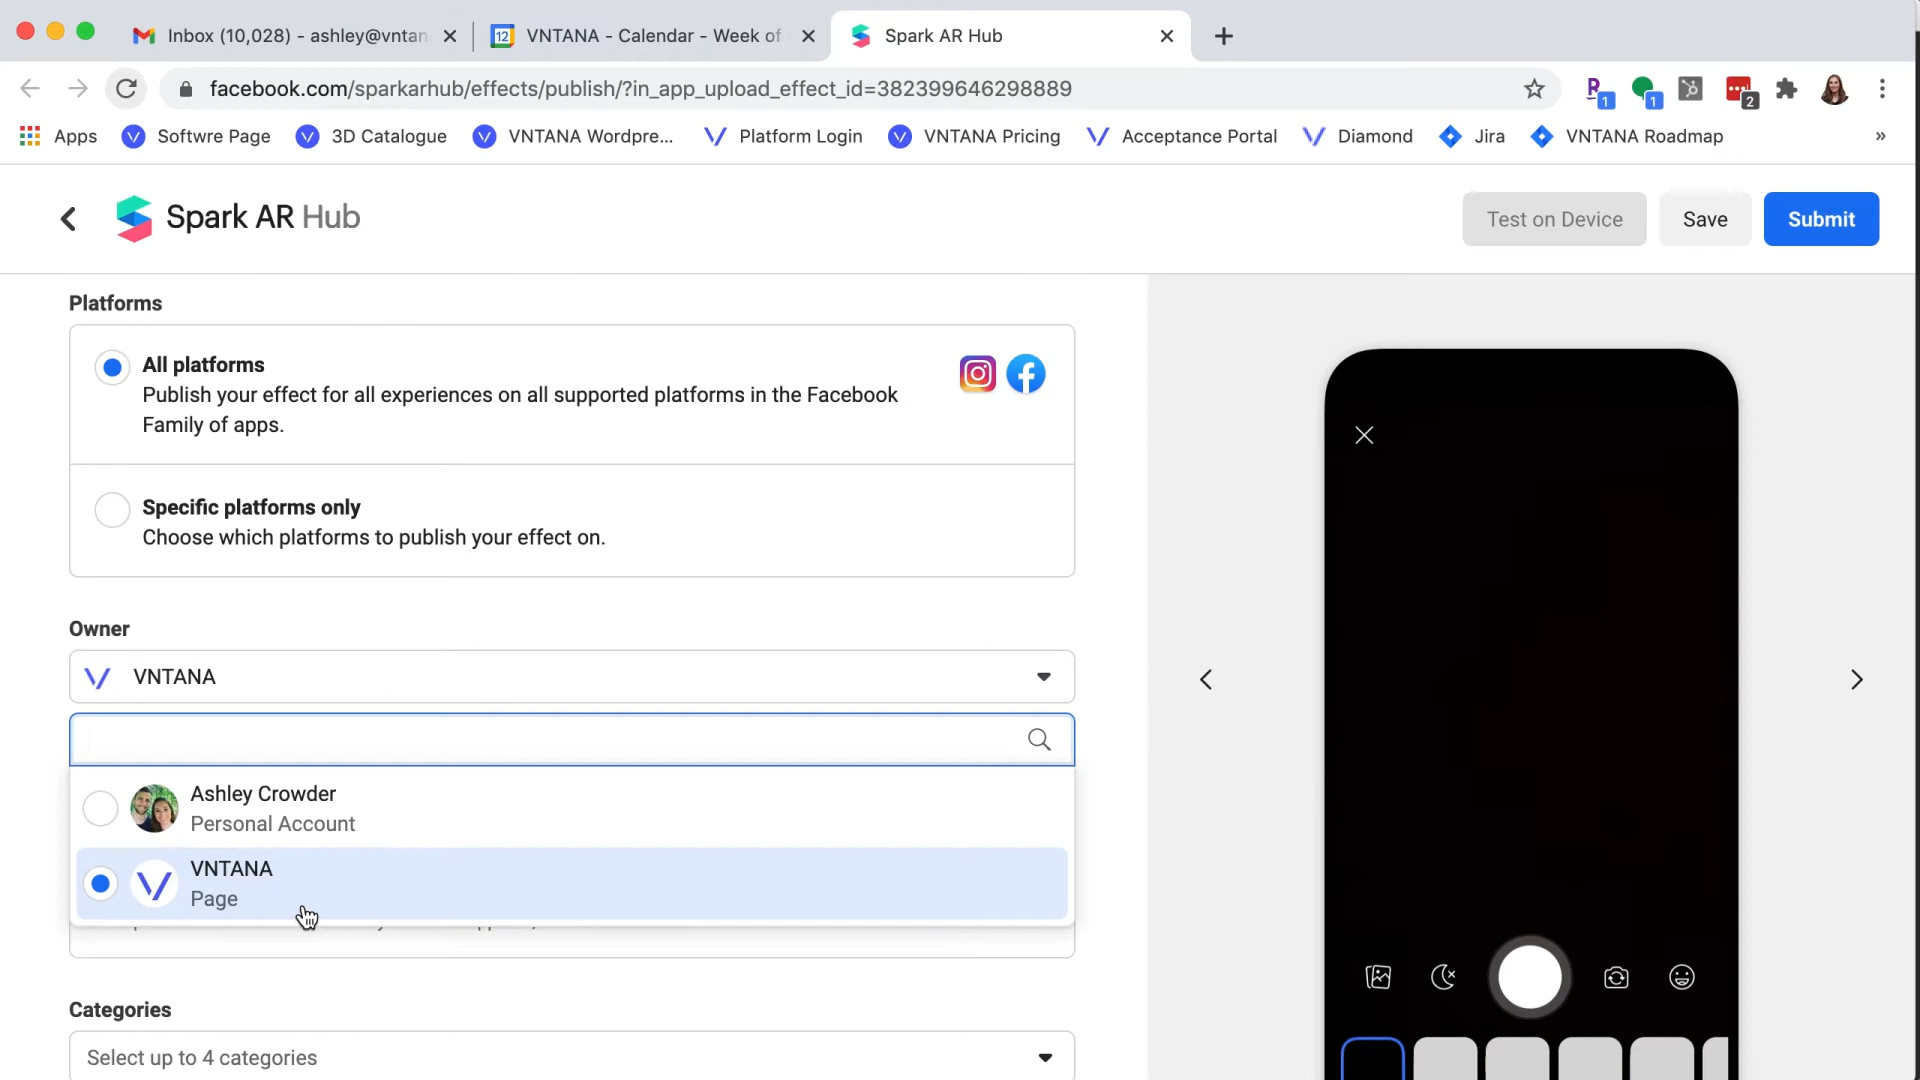 Inbox (10,028) - ashley@vntan
VNTANA - Calendar - Week of
Spark AR Hub
facebook.com/sparkarhub/effects/publish/?in_app_upload_effect_id=382399646298889
1
1
2
Apps
Softwre Page
3D Catalogue
VNTANA Wordpre...
Platform Login
VNTANA Pricing
Acceptance Portal
Diamond
Jira
VNTANA Roadmap
»
Spark AR Hub
Test on Device
Save
Submit
Platforms
All platforms
Publish your effect for all experiences on all supported platforms in the Facebook
Family of apps.
Specific platforms only
Choose which platforms to publish your effect on.
Owner
VNTANA
Ashley Crowder
Personal Account
VNTANA
Page
Categories
Select up to 4 categories